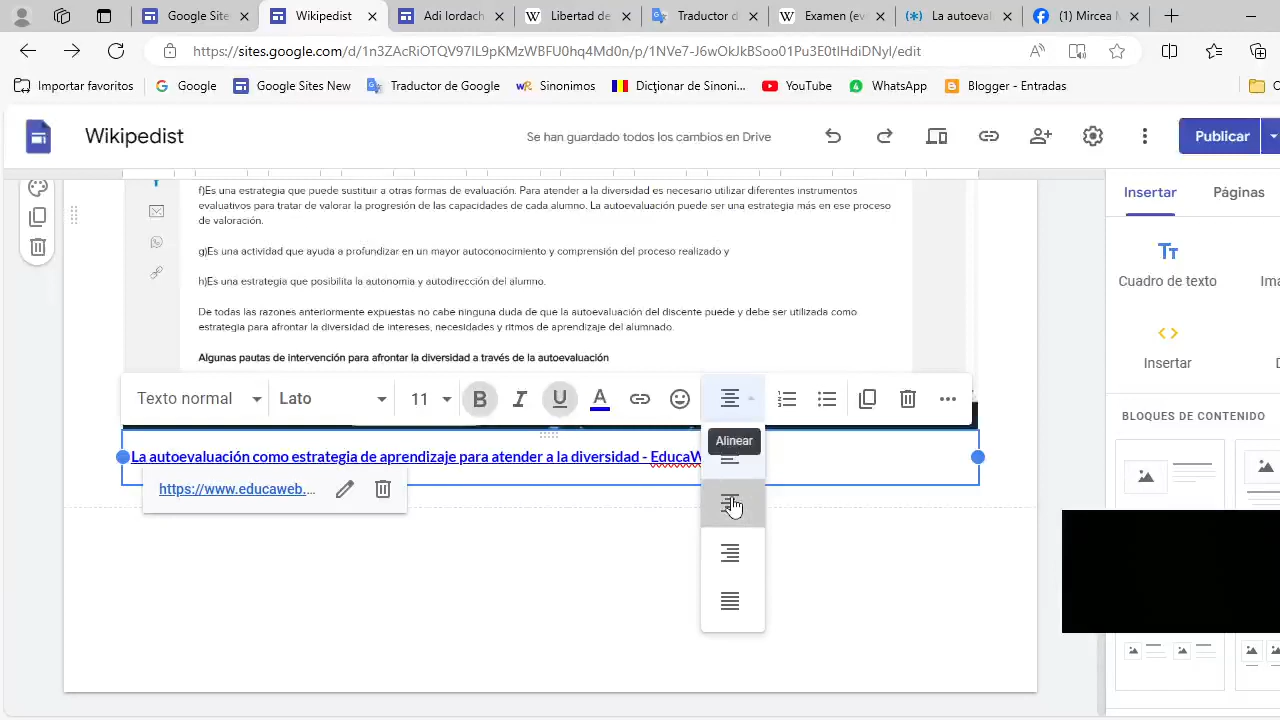 Google Site
Wikipedist
Adi Iordach
Libertad de
Traductor d
Examen (ev
La autoeval
(1) Mircea M
https://sites.google.com/d/1n3ZAcRiOTQV97IL9pKMzWBFU0hq4Md0n/p/1NVe7-J6wOkJkBSoo01Pu3E0tIHdiDNyI/edit
Importar favoritos
Google
Google Sites New
Traductor de Google
Sinonimos
Dicționar de Sinoni...
YouTube
WhatsApp
Blogger - Entradas
Wikipedist
Se han guardado todos los cambios en Drive
Publicar
Insertar
Páginas
f)Es una estrategia que puede sustituir a otras formas de evaluación. Para atender a la diversidad es necesario utilizar diferentes instrumentos
evaluativos para tratar de valorar la progresión de las capacidades de cada alumno. La autoevaluación puede ser una estrategia más en ese proceso
de valoración.
g)Es una actividad que ayuda a profundizar en un mayor autoconocimiento y comprensión del proceso realizado y
h)Es una estrategia que posibilita la autonomia y autodirección del alumno.
De todas las razones anteriormente expuestas no cabe ninguna duda de que la autoevaluación del discente puede y debe ser utilizada como
estrategia para afrontar la diversidad de intereses, necesidades y ritmos de aprendizaje del alumnado.
Algunas pautas de intervención para afrontar la diversidad a través de la autoevaluación
Texto normal
Lato
11
Alinear
La autoevaluación como estrategia de aprendizaje para atender a la diversidad - EducaW
https://www.educaweb....
Cuadro de texto
Insertar
BLOQUES DE CONTENIDO